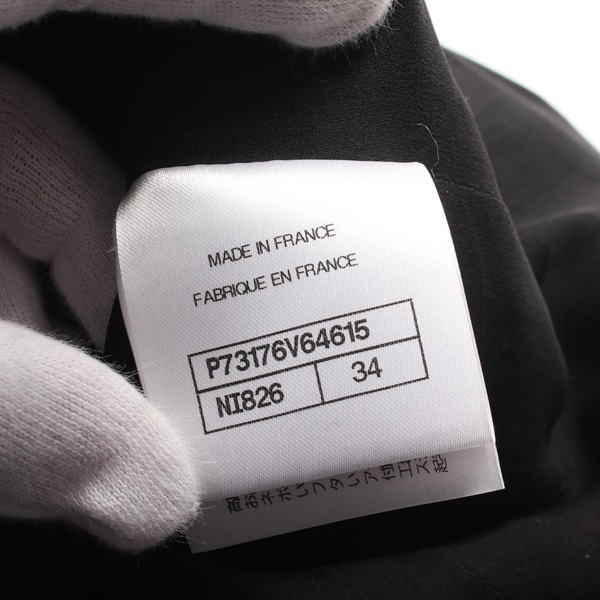 MADE IN FRANCE
FABRIQUE EN FRANCE
P73176V64615
NI826
34